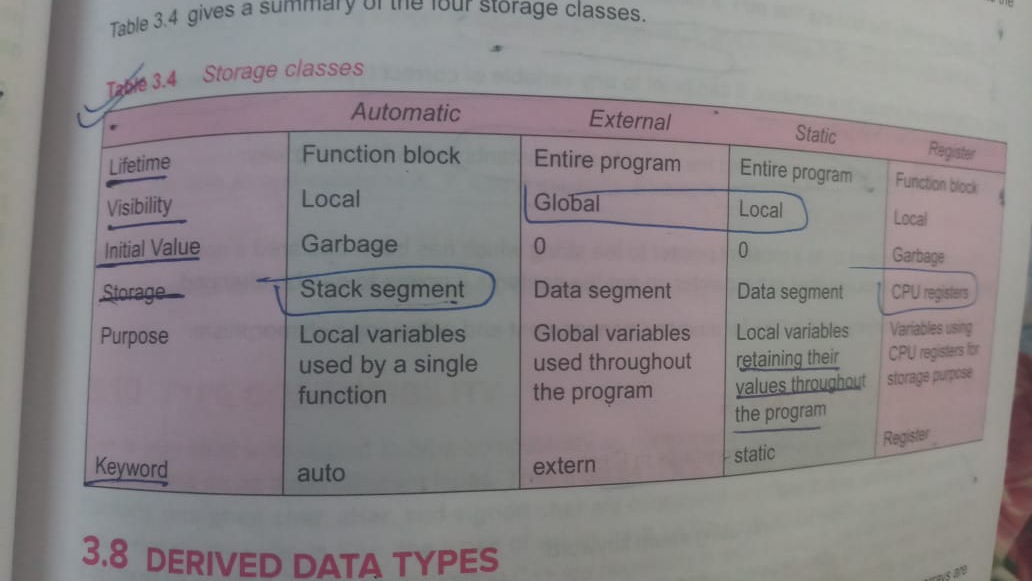 Table 3.4 gives a summary of the four storage classes.
Table 3.4 Storage classes
Automatic External Static Register
Lifetime Function block Entire program Entire program Function block
Visibility Local Global Local Local
Initial Value Garbage 0 0 Garbage
Storage Stack segment Data segment Data segment CPU registers
Purpose Local variables Global variables Local variables Variables using
used by a single used throughout retaining their CPU registers for
function the program values throughout storage purpose
the program
Keyword auto extern static Register
3.8 DERIVED DATA TYPES